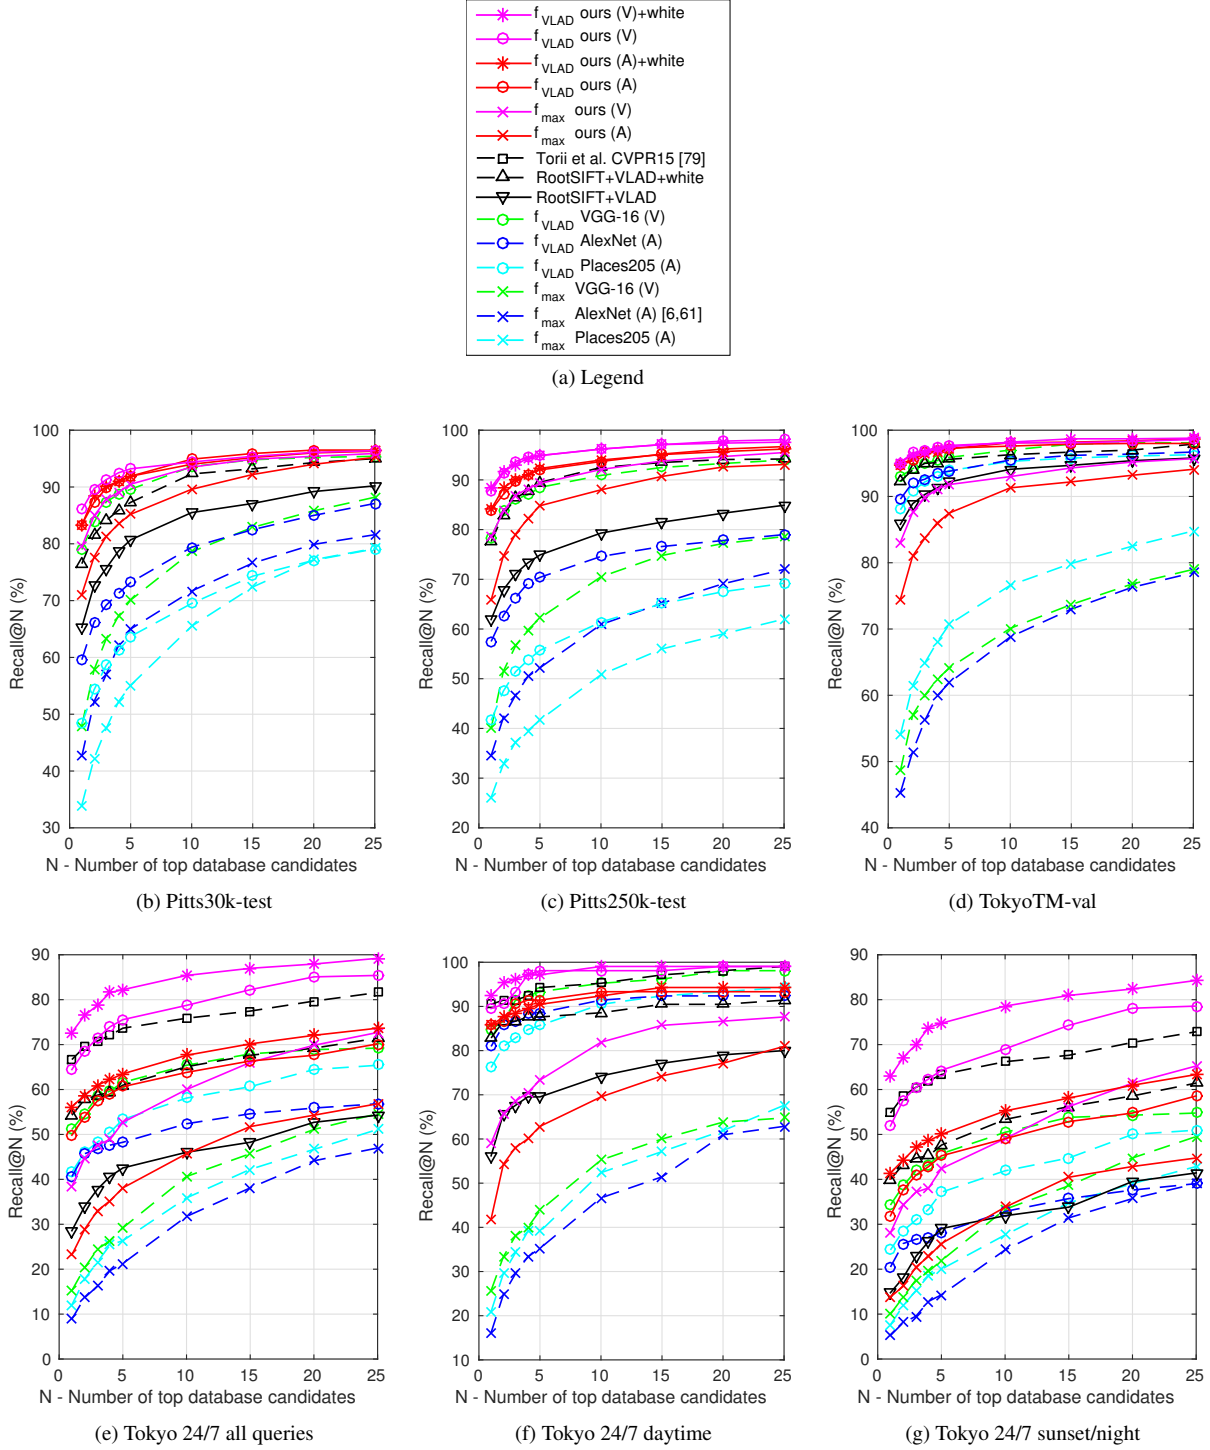 f VLAD ours (V)+white
f VLAD ours (V)
f VLAD ours (A)+white
f VLAD ours (A)
f max ours (V)
f max ours (A)
Torii et al. CVPR15 [79]
RootSIFT+VLAD+white
RootSIFT+VLAD
f VLAD VGG-16 (V)
f VLAD AlexNet (A)
f VLAD Places205 (A)
f max VGG-16 (V)
f max AlexNet (A) [6,61]
f max Places205 (A)
(a) Legend
Recall@N (%)
100
90
80
70
60
50
40
30
0 5 10 15 20 25
N - Number of top database candidates
(b) Pitts30k-test
Recall@N (%)
100
90
80
70
60
50
40
30
20
0 5 10 15 20 25
N - Number of top database candidates
(c) Pitts250k-test
Recall@N (%)
100
90
80
70
60
50
40
0 5 10 15 20 25
N - Number of top database candidates
(d) TokyoTM-val
Recall@N (%)
90
80
70
60
50
40
30
20
10
0
0 5 10 15 20 25
N - Number of top database candidates
(e) Tokyo 24/7 all queries
Recall@N (%)
100
90
80
70
60
50
40
30
20
10
0 5 10 15 20 25
N - Number of top database candidates
(f) Tokyo 24/7 daytime
Recall@N (%)
90
80
70
60
50
40
30
20
10
0
0 5 10 15 20 25
N - Number of top database candidates
(g) Tokyo 24/7 sunset/night